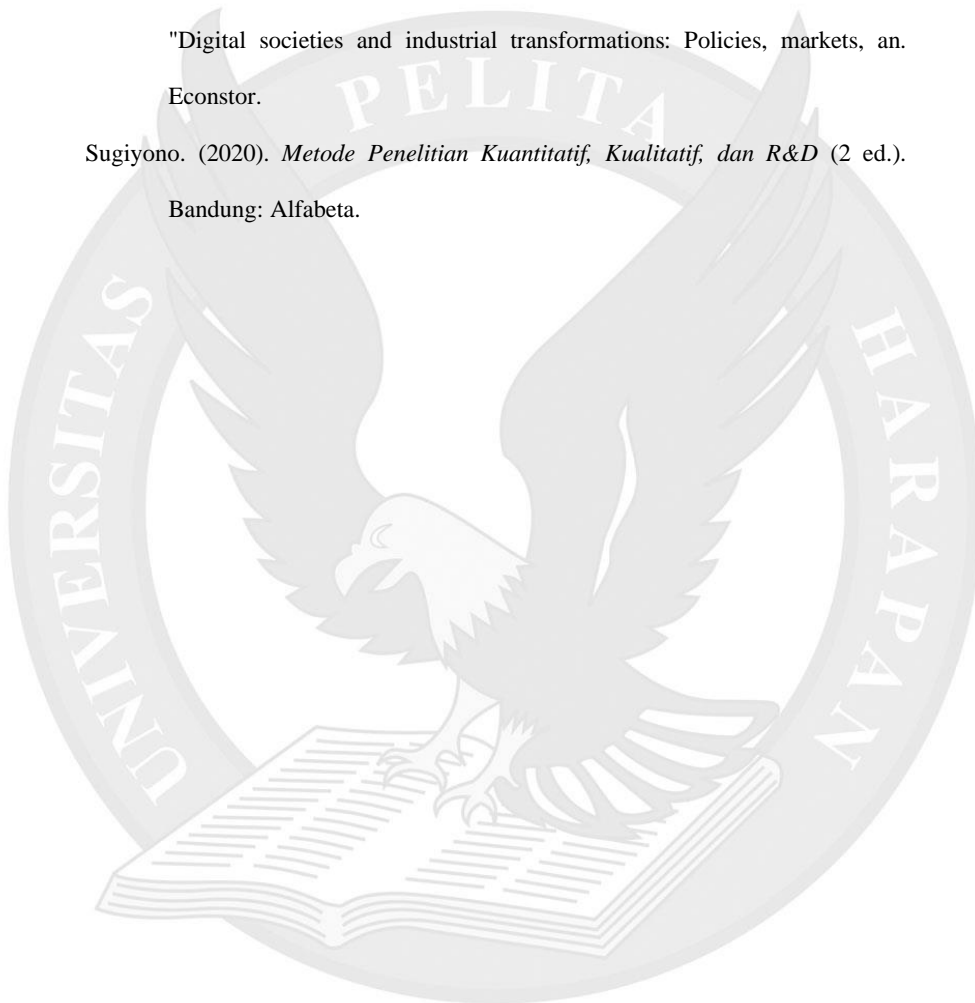 "Digital societies and industrial transformations: Policies, markets, an.
Econstor.
Sugiyono. (2020). Metode Penelitian Kuantitatif, Kualitatif, dan R&D (2 ed.).
Bandung: Alfabeta.
UNIVERSITAS PELITA HARAPAN